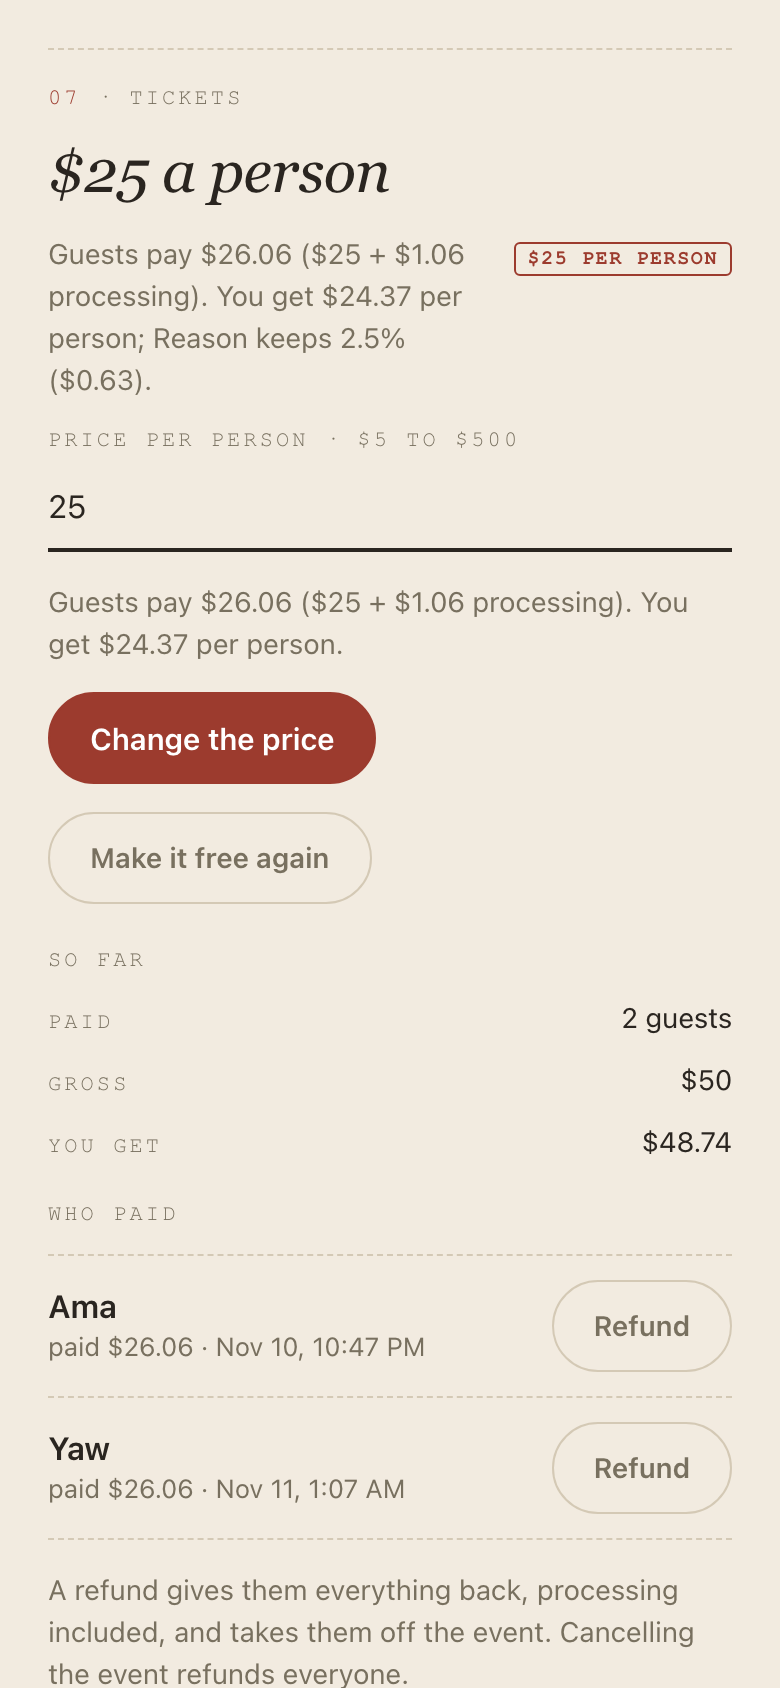 07 · TICKETS
$25 a person
Guests pay $26.06 ($25 + $1.06
processing). You get $24.37 per
person; Reason keeps 2.5%
($0.63).
$25 PER PERSON
PRICE PER PERSON · $5 TO $500
25
Guests pay $26.06 ($25 + $1.06 processing). You
get $24.37 per person.
Change the price
Make it free again
SO FAR
PAID 2 guests
GROSS $50
YOU GET $48.74
WHO PAID
Ama
paid $26.06 · Nov 10, 10:47 PM
Refund
Yaw
paid $26.06 · Nov 11, 1:07 AM
Refund
A refund gives them everything back, processing
included, and takes them off the event. Cancelling
the event refunds everyone.